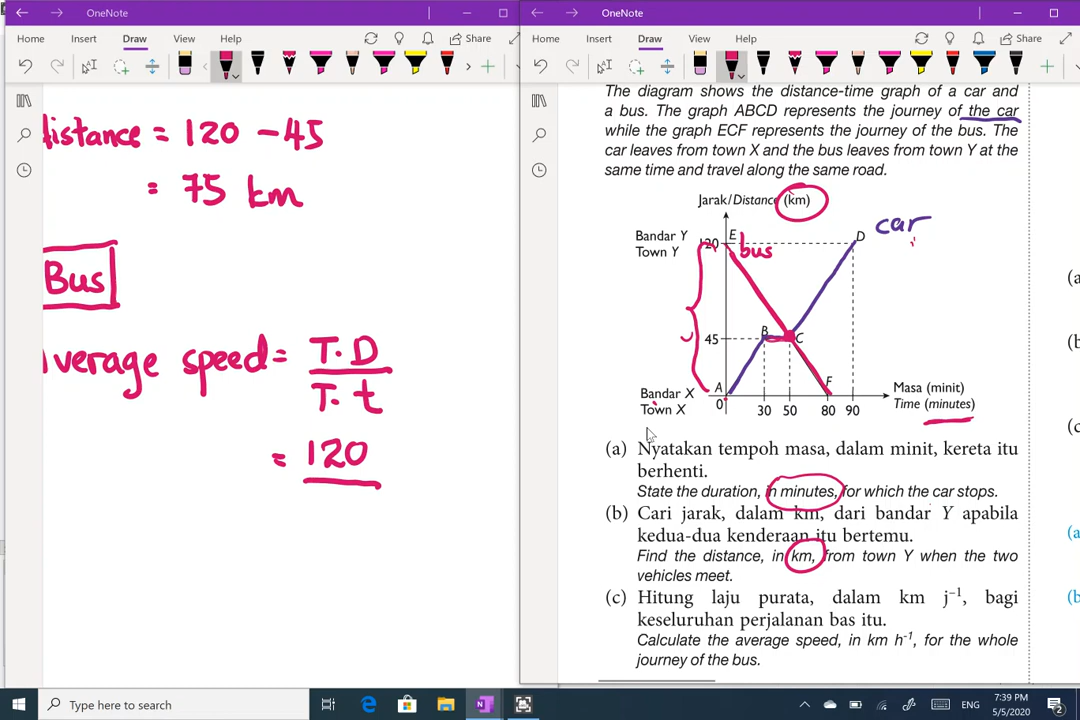 OneNote
Home Insert Draw View Help Share
istance = 120 - 45
= 75 km
Bus
verage speed = T.D
T.t
= 120
OneNote
Home Insert Draw View Help Share
The diagram shows the distance-time graph of a car and
a bus. The graph ABCD represents the journey of the car
while the graph ECF represents the journey of the bus. The
car leaves from town X and the bus leaves from town Y at the
same time and travel along the same road.
Jarak/Distance (km)
car
Bandar Y
Town Y
120
E
bus
D
45
B
C
Bandar X
Town X
A
0
F
30 50 80 90
Masa (minit)
Time (minutes)
(a) Nyatakan tempoh masa, dalam minit, kereta itu
berhenti.
State the duration, in minutes, for which the car stops.
(b) Cari jarak, dalam km, dari bandar Y apabila
kedua-dua kenderaan itu bertemu.
Find the distance, in km, from town Y when the two
vehicles meet.
(c) Hitung laju purata, dalam km j⁻¹, bagi
keseluruhan perjalanan bas itu.
Calculate the average speed, in km h⁻¹, for the whole
journey of the bus.
(a
(b
(c
(a
(b
Type here to search
ENG
7:39 PM
5/5/2020
2